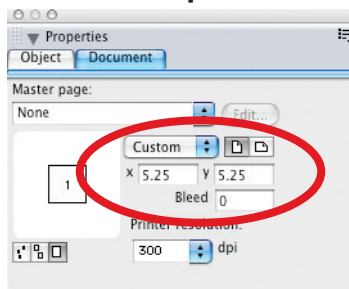 Properties
Object Document
Master page:
None Edit...
Custom
1
x 5.25 y 5.25
Bleed 0
Printer resolution:
300 dpi